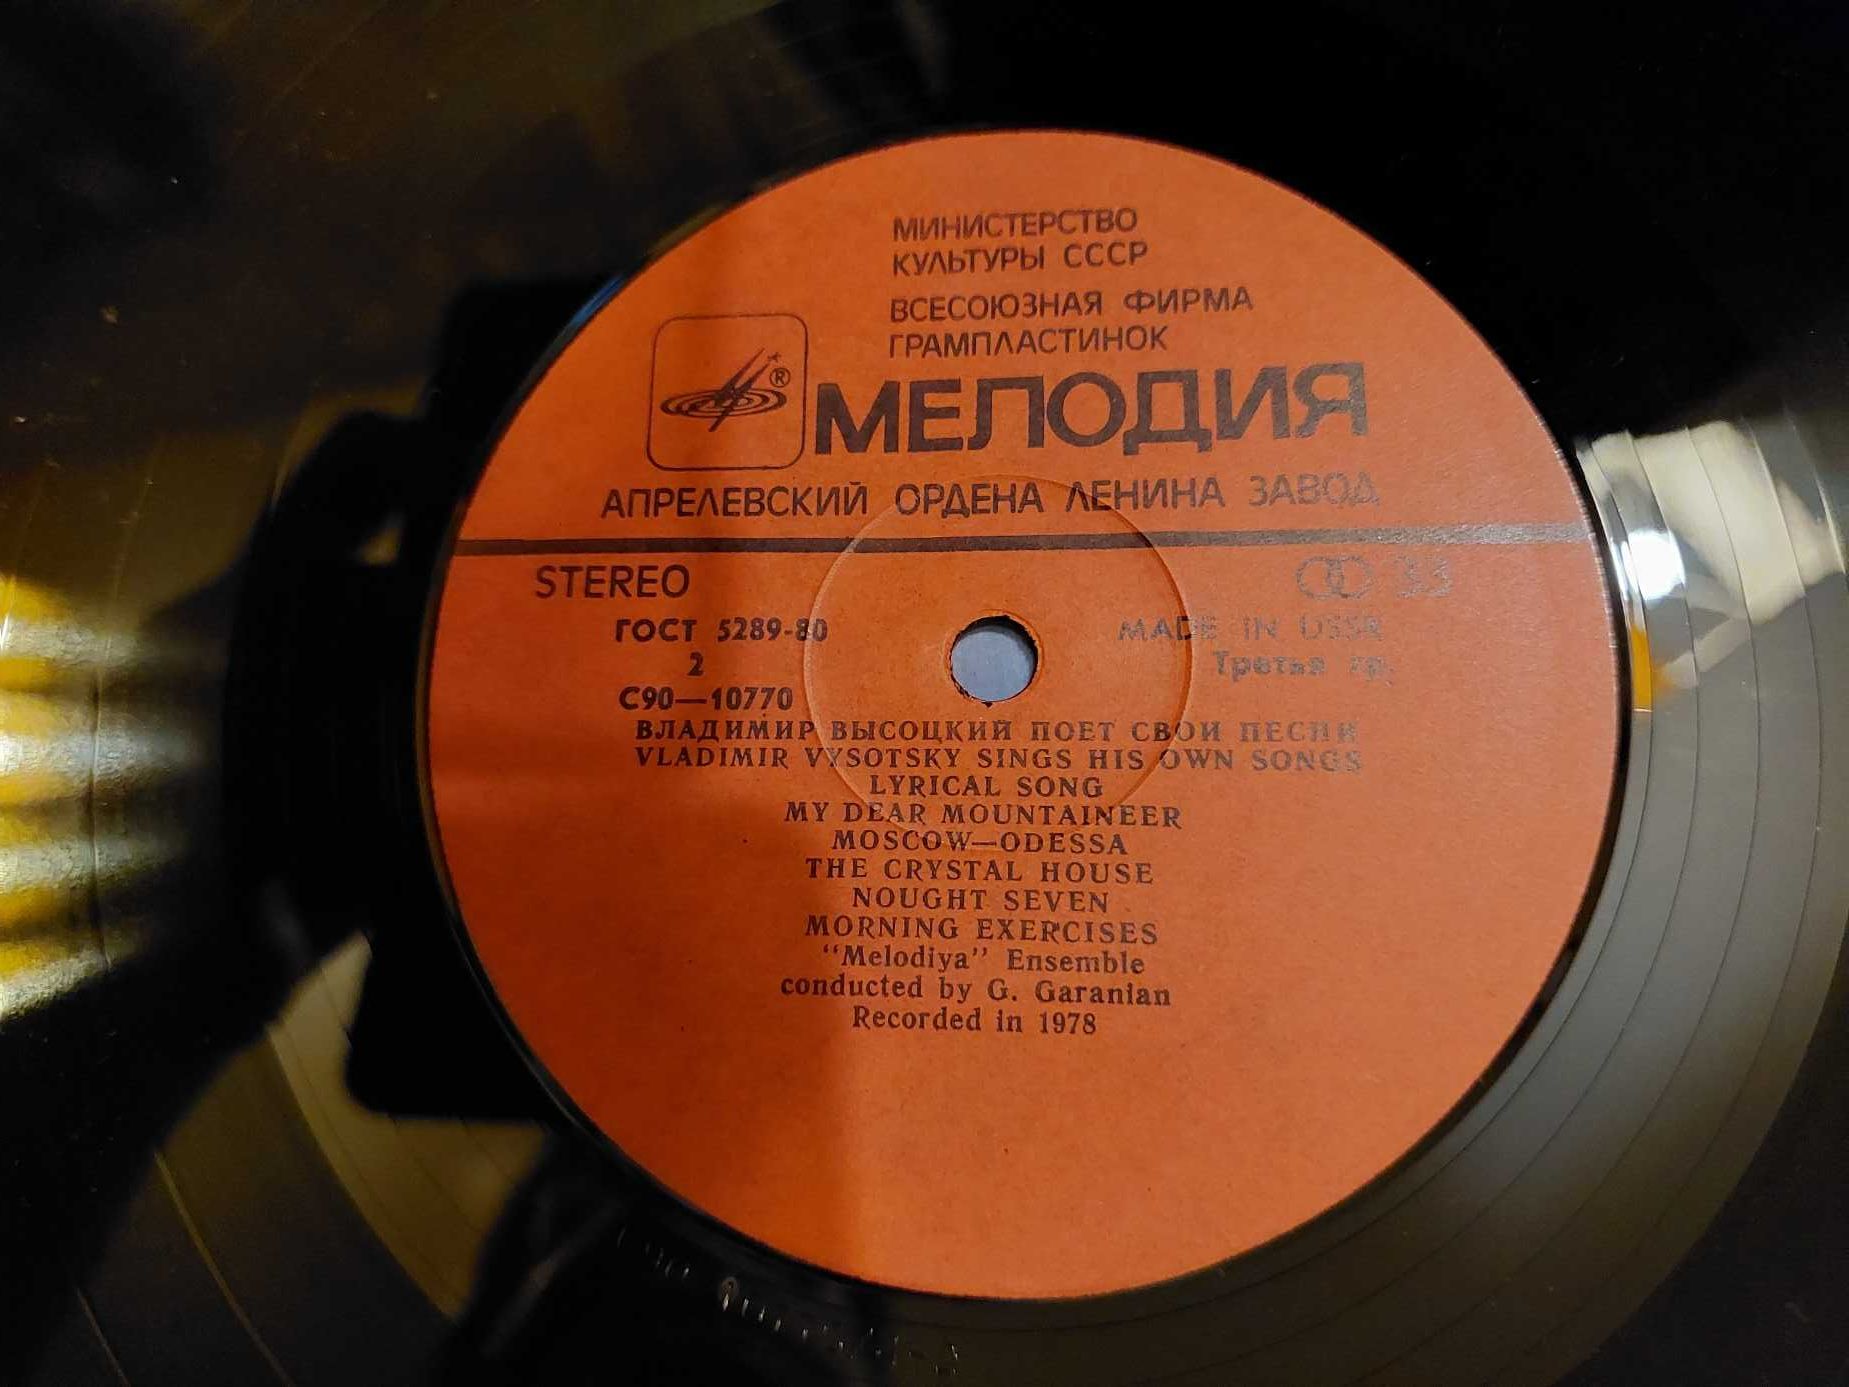 МИНИСТЕРСТВО
КУЛЬТУРЫ СССР
ВСЕСОЮЗНАЯ ФИРМА
ГРАМПЛАСТИНОК
® МЕЛОДИЯ
АПРЕЛЕВСКИЙ ОРДЕНА ЛЕНИНА ЗАВОД
STEREO 33
ГОСТ 5289-80 MADE IN USSR
2 Третья гр.
С90—10770
ВЛАДИМИР ВЫСОЦКИЙ ПОЕТ СВОИ ПЕСНИ
VLADIMIR VYSOTSKY SINGS HIS OWN SONGS
LYRICAL SONG
MY DEAR MOUNTAINEER
MOSCOW—ODESSA
THE CRYSTAL HOUSE
NOUGHT SEVEN
MORNING EXERCISES
“Melodiya” Ensemble
conducted by G. Garanian
Recorded in 1978